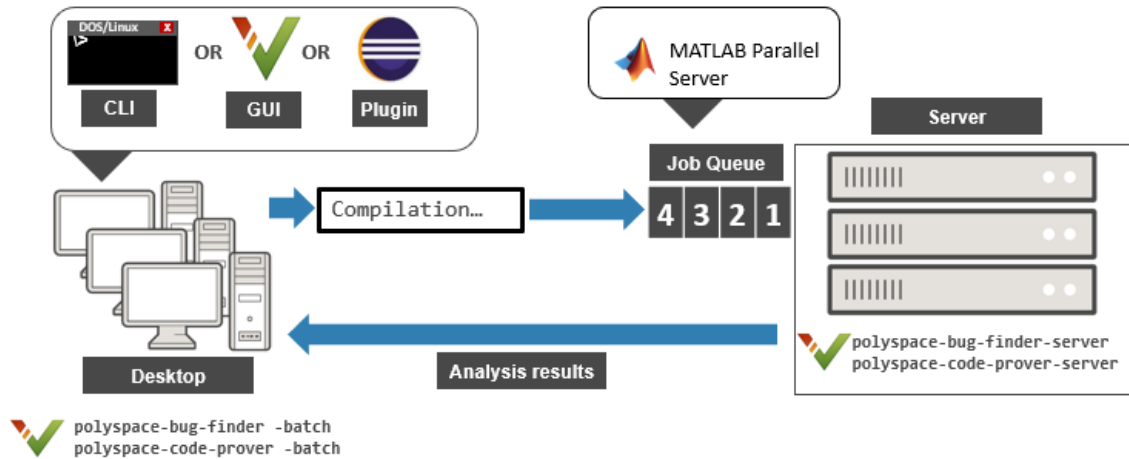 DOS/Linux X
\>
OR
OR
CLI
GUI
Plugin
MATLAB Parallel
Server
Server
Job Queue
4 3 2 1
Compilation…
polyspace-bug-finder-server
polyspace-code-prover-server
Desktop
Analysis results
polyspace-bug-finder -batch
polyspace-code-prover -batch